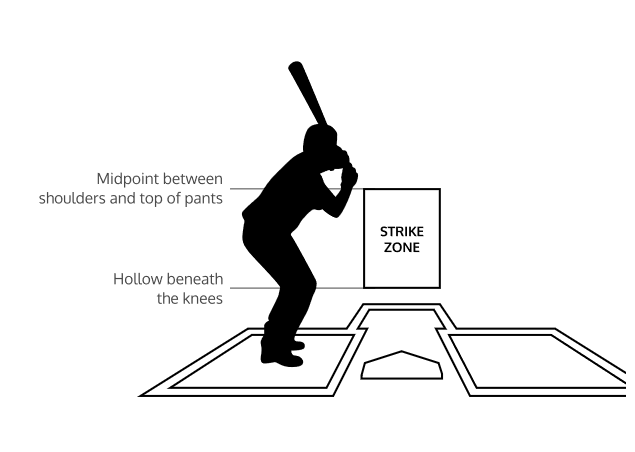 Midpoint between
shoulders and top of pants
STRIKE
ZONE
Hollow beneath
the knees